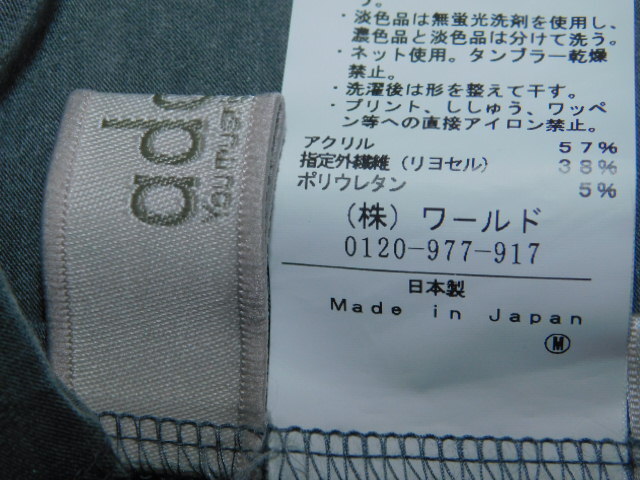 ・淡色品は無蛍光洗剤を使用し、
濃色品と淡色品は分けて洗う。
・ネット使用。タンブラー乾燥
禁止。
・洗濯後は形を整えて干す。
・プリント、ししゅう、ワッペ
ン等への直接アイロン禁止。
アクリル 57%
指定外繊維（リヨセル） 38%
ポリウレタン 5%
（株）ワールド
0120-977-917
日本製
Made in Japan
M